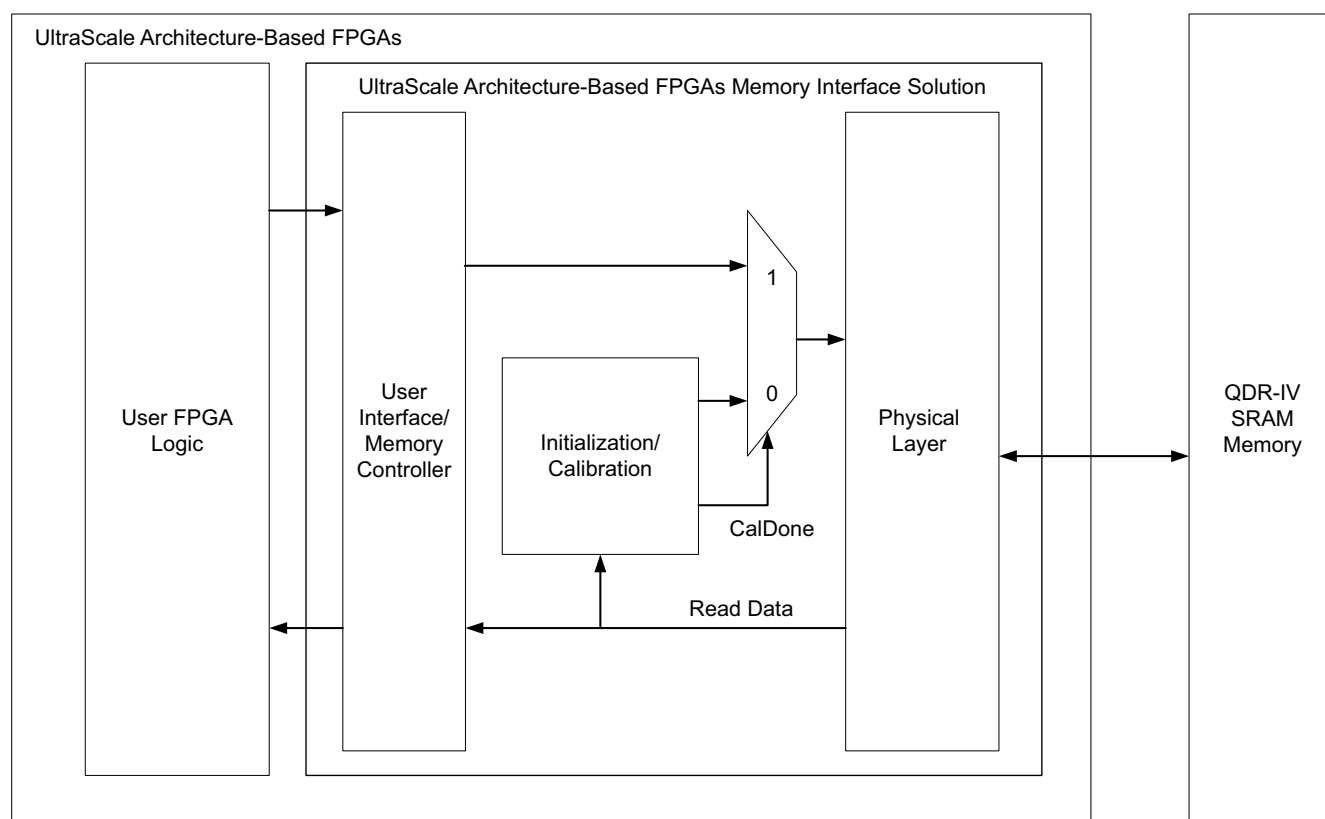 UltraScale Architecture-Based FPGAs
UltraScale Architecture-Based FPGAs Memory Interface Solution
User FPGA
Logic
User
Interface/
Memory
Controller
Initialization/
Calibration
1
0
CalDone
Read Data
Physical
Layer
QDR-IV
SRAM
Memory